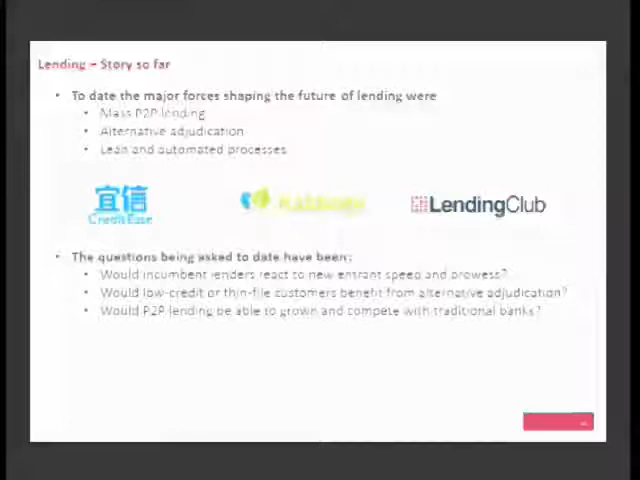 Lending – Story so far
• To date the major forces shaping the future of lending were
• Mass P2P lending
• Alternative adjudication
• Lean and automated processes
宜信
CreditEase
Kabbage
LendingClub
• The questions being asked to date have been:
• Would incumbent lenders react to new entrant speed and prowess?
• Would low-credit or thin-file customers benefit from alternative adjudication?
• Would P2P lending be able to grown and compete with traditional banks?